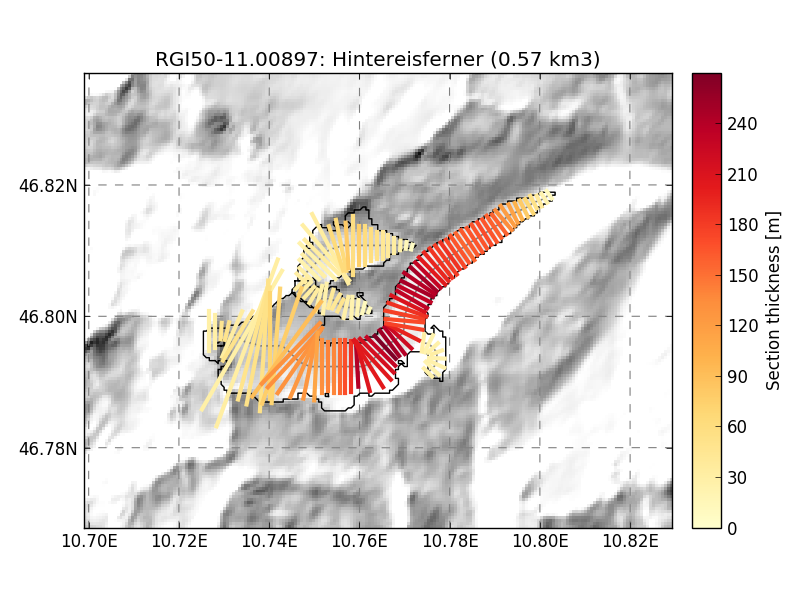 RGI50-11.00897: Hintereisferner (0.57 km3)
46.82N
46.80N
46.78N
10.70E 10.72E 10.74E 10.76E 10.78E 10.80E 10.82E
240
210
180
150
120
90
60
30
0
Section thickness [m]